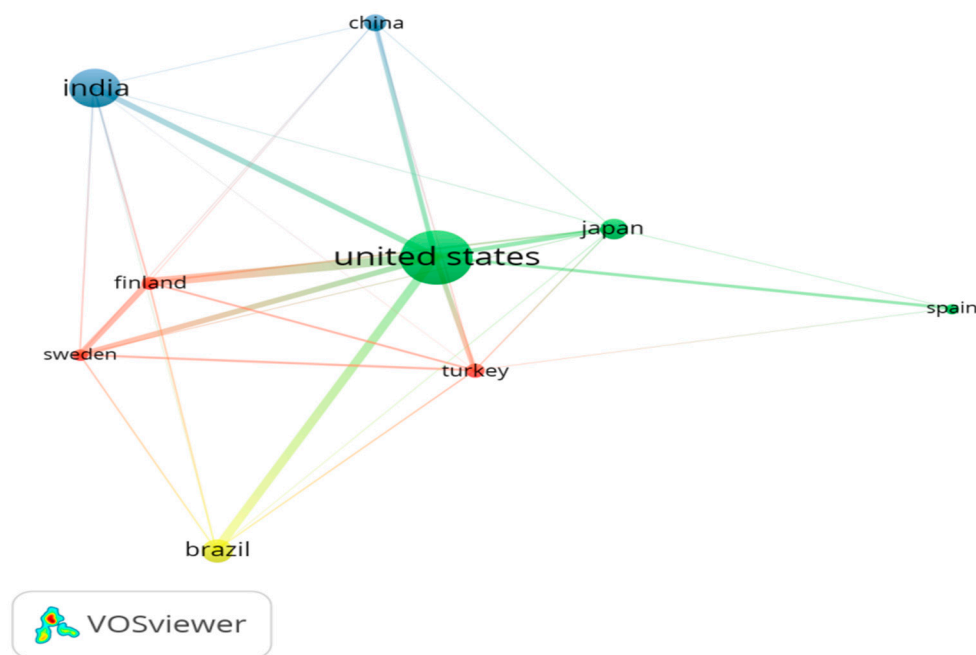 china
india
japan
united states
finland
spain
sweden
turkey
brazil
VOSviewer